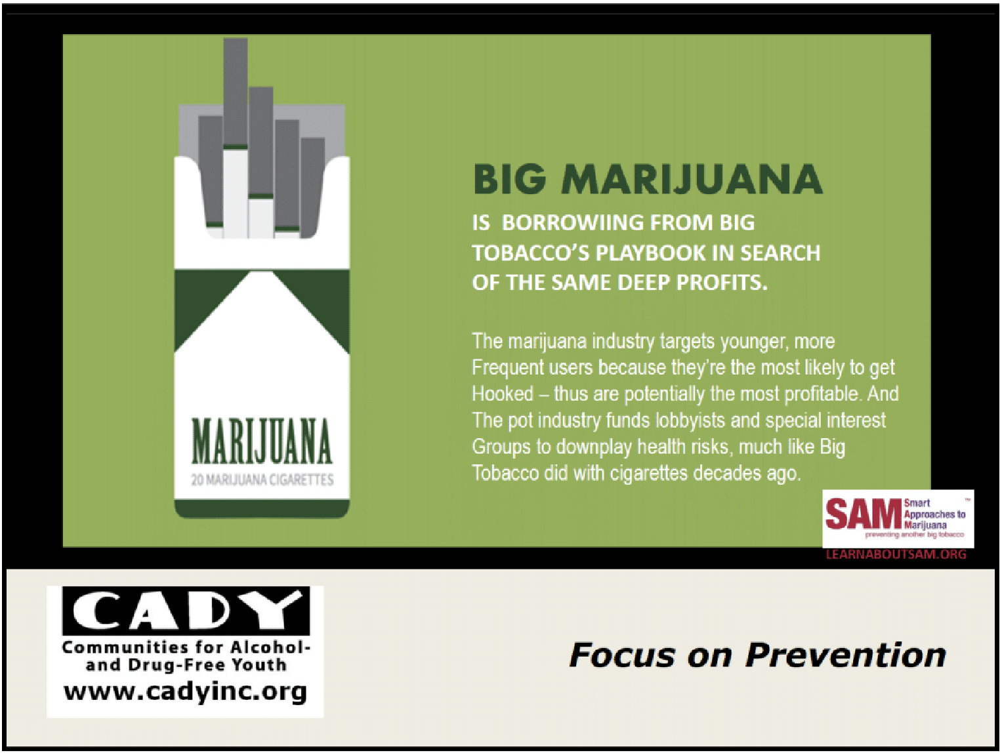 BIG MARIJUANA
IS BORROWIING FROM BIG
TOBACCO'S PLAYBOOK IN SEARCH
OF THE SAME DEEP PROFITS.
The marijuana industry targets younger, more
Frequent users because they're the most likely to get
Hooked – thus are potentially the most profitable. And
The pot industry funds lobbyists and special interest
Groups to downplay health risks, much like Big
Tobacco did with cigarettes decades ago.
MARIJUANA
20 MARIJUANA CIGARETTES
SAM Smart
Approaches to
Marijuana
™
preventing another big tobacco
LEARNABOUTSAM.ORG
CADY
Communities for Alcohol-
and Drug-Free Youth
www.cadyinc.org
Focus on Prevention